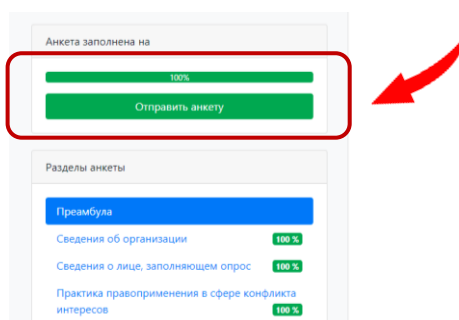 Анкета заполнена на
100%
Отправить анкету
Разделы анкеты
Преамбула
Сведения об организации 100 %
Сведения о лице, заполняющем опрос 100 %
Практика правоприменения в сфере конфликта
интересов 100 %